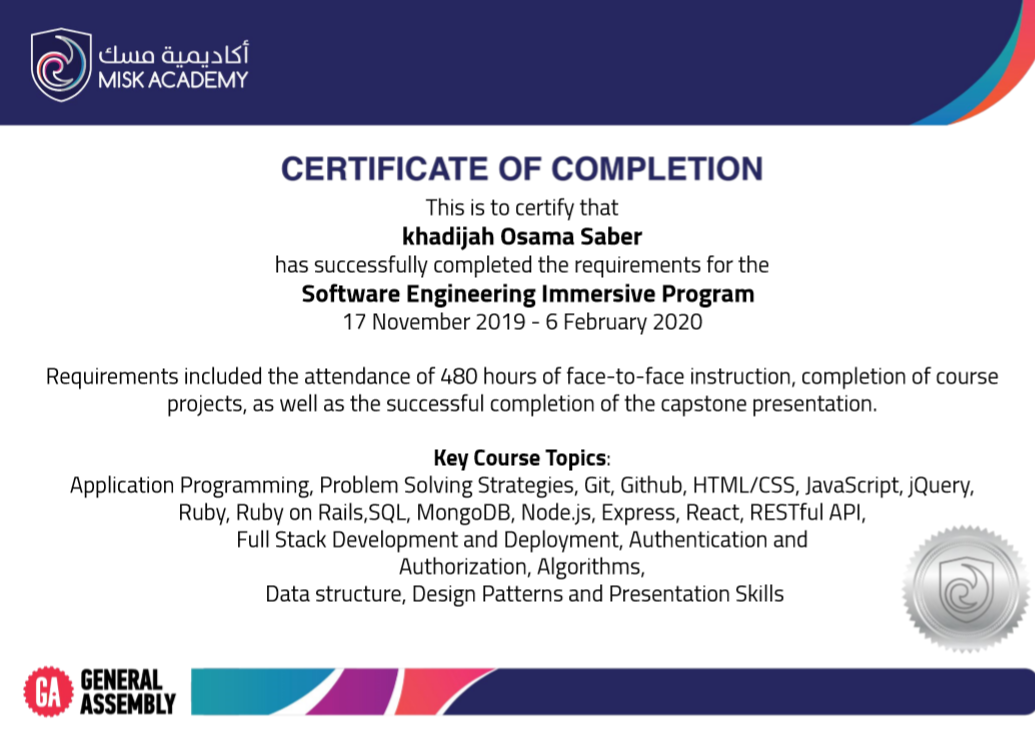 أكاديمية مسك
MISK ACADEMY
CERTIFICATE OF COMPLETION
This is to certify that
khadijah Osama Saber
has successfully completed the requirements for the
Software Engineering Immersive Program
17 November 2019 - 6 February 2020
Requirements included the attendance of 480 hours of face-to-face instruction, completion of course
projects, as well as the successful completion of the capstone presentation.
Key Course Topics:
Application Programming, Problem Solving Strategies, Git, Github, HTML/CSS, JavaScript, jQuery,
Ruby, Ruby on Rails,SQL, MongoDB, Node.js, Express, React, RESTful API,
Full Stack Development and Deployment, Authentication and
Authorization, Algorithms,
Data structure, Design Patterns and Presentation Skills
GA
GENERAL
ASSEMBLY